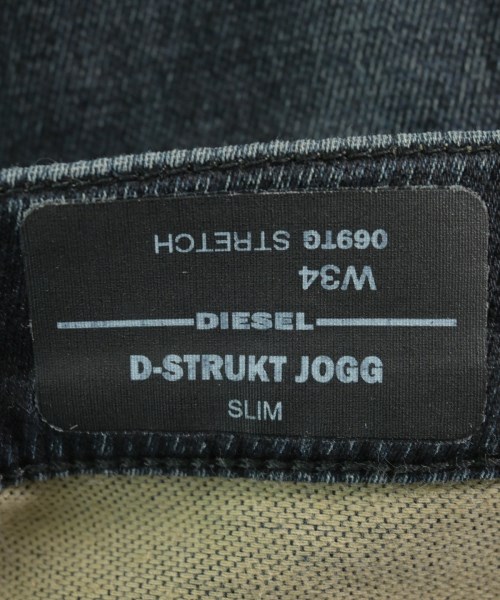 069TG STRETCH
W34
DIESEL
D-STRUKT JOGG
SLIM